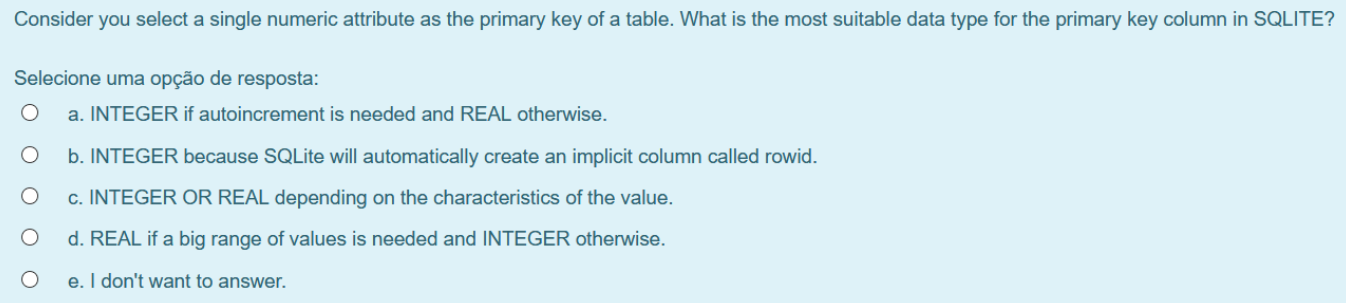 Consider you select a single numeric attribute as the primary key of a table. What is the most suitable data type for the primary key column in SQLITE?
Selecione uma opção de resposta:
a. INTEGER if autoincrement is needed and REAL otherwise.
b. INTEGER because SQLite will automatically create an implicit column called rowid.
c. INTEGER OR REAL depending on the characteristics of the value.
d. REAL if a big range of values is needed and INTEGER otherwise.
e. I don't want to answer.